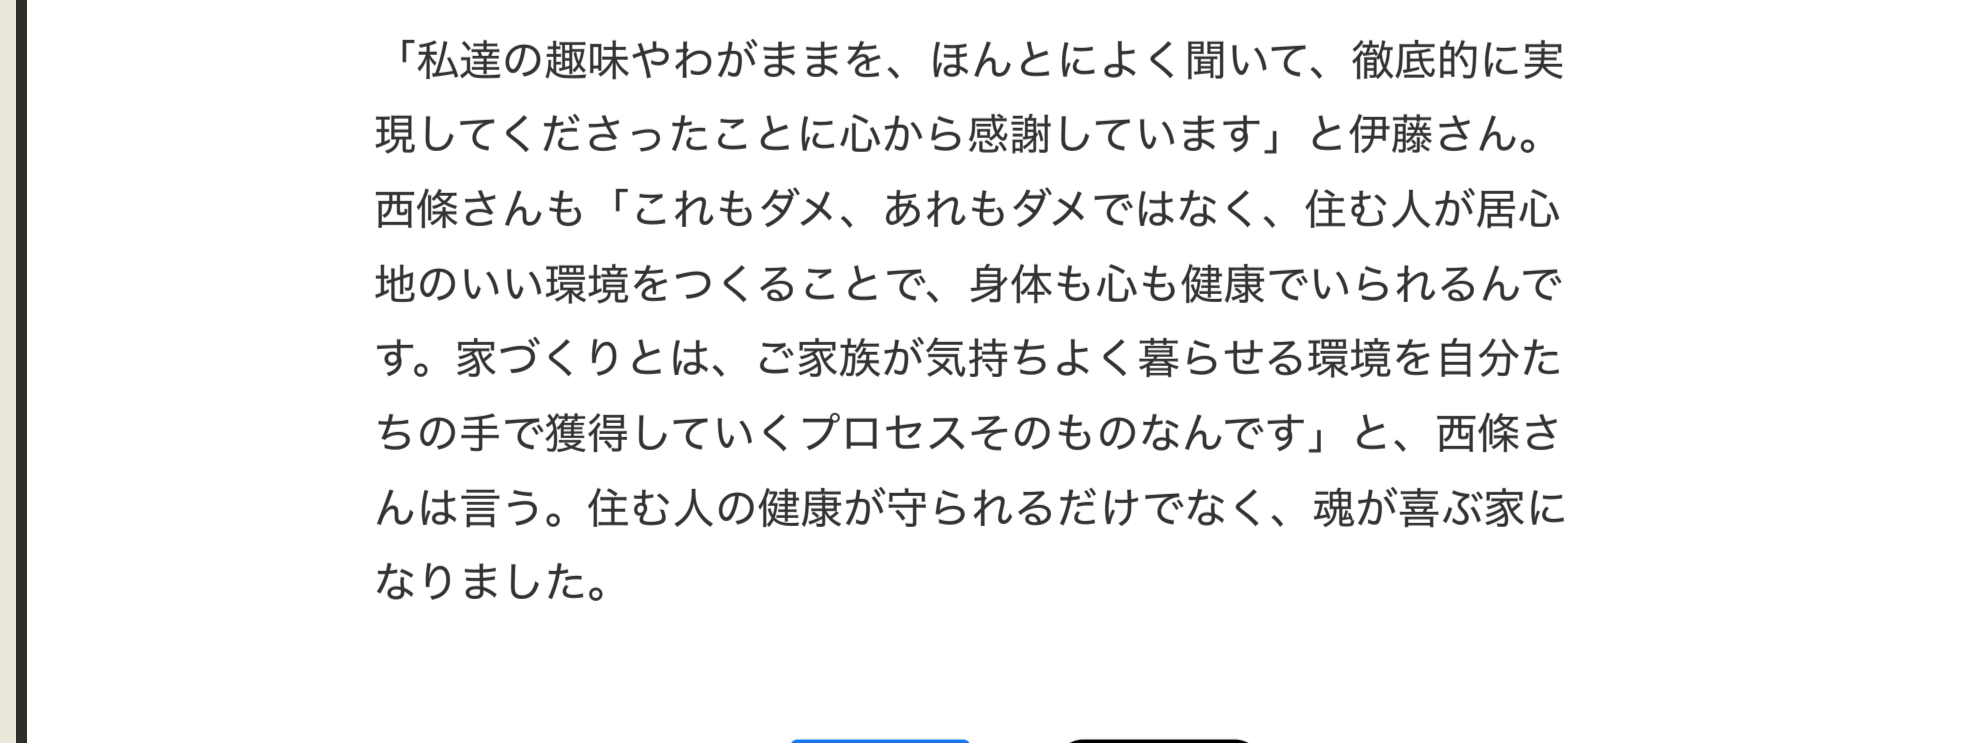 「私達の趣味やわがままを、ほんとによく聞いて、徹底的に実
現してくださったことに心から感謝しています」と伊藤さん。
西條さんも「これもダメ、あれもダメではなく、住む人が居心
地のいい環境をつくることで、身体も心も健康でいられるんで
す。家づくりとは、ご家族が気持ちよく暮らせる環境を自分た
ちの手で獲得していくプロセスそのものなんです」と、西條さ
んは言う。住む人の健康が守られるだけでなく、魂が喜ぶ家に
なりました。